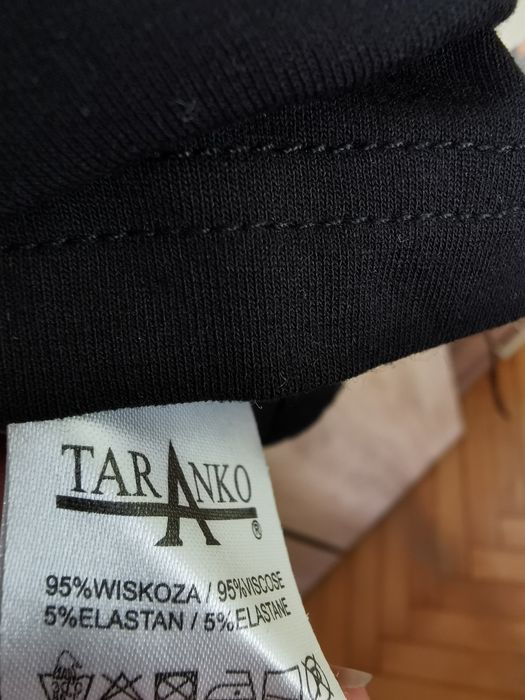 TARANKO
®
95%WISKOZA / 95%VISCOSE
5%ELASTAN / 5%ELASTANE